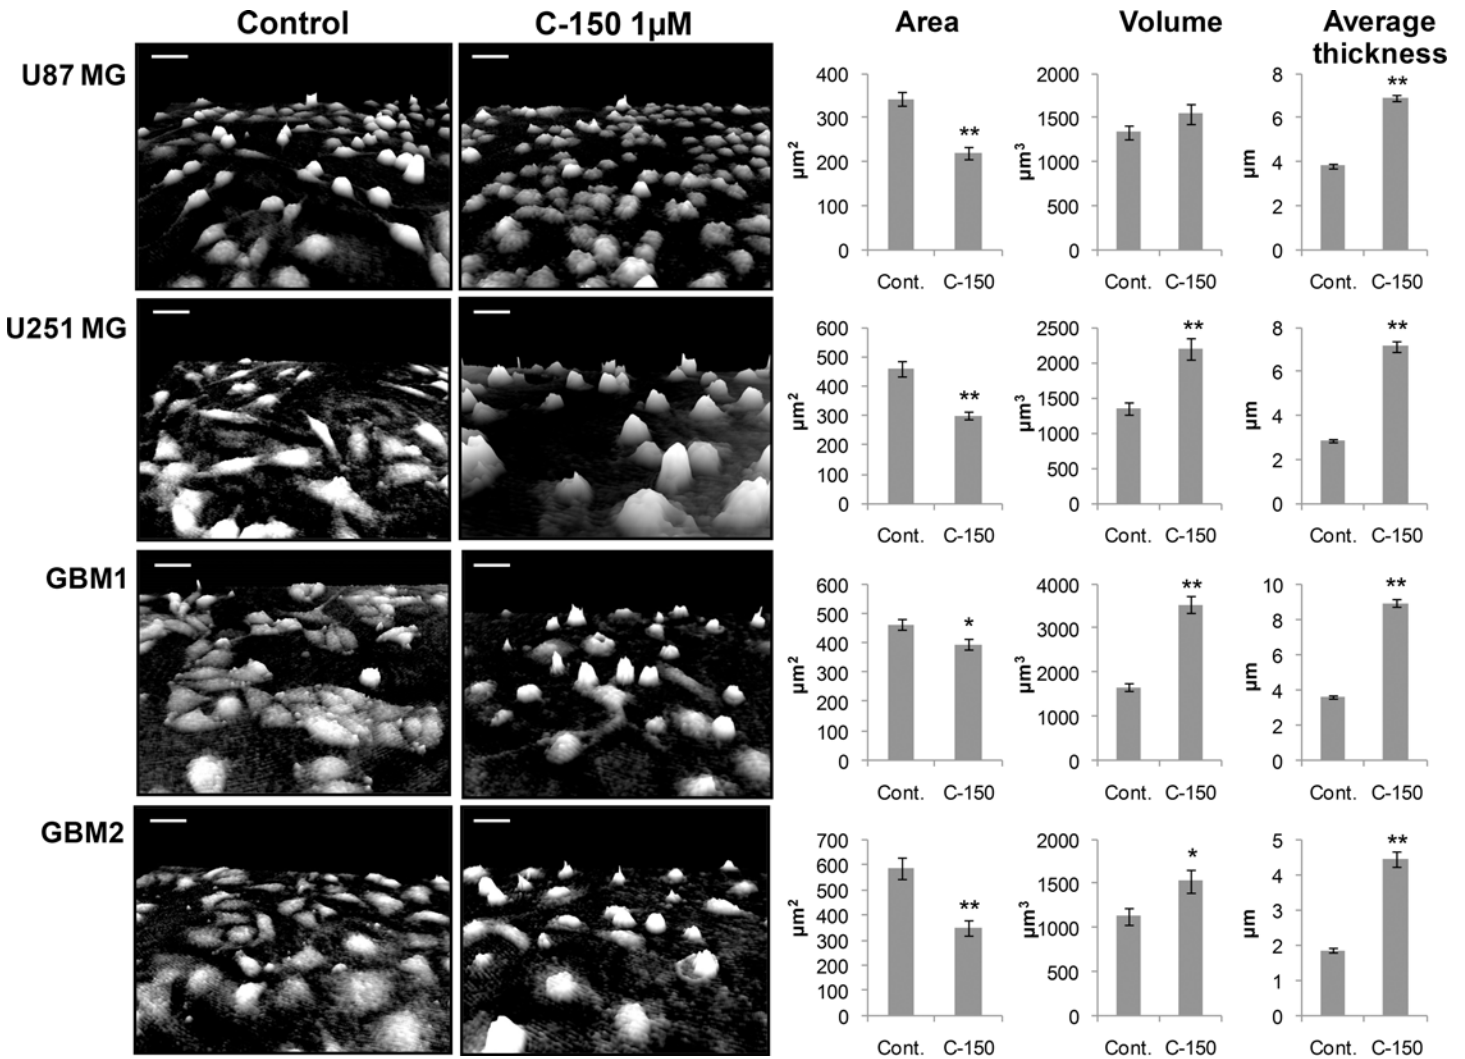 Control
C-150 1µM
Area
Volume
Average
thickness
U87 MG
400
300
200
100
0
µm²
**
Cont.
C-150
2000
1500
1000
500
0
µm³
Cont.
C-150
8
6
4
2
0
µm
**
Cont.
C-150
U251 MG
600
500
400
300
200
100
0
µm²
**
Cont.
C-150
2500
2000
1500
1000
500
0
µm³
**
Cont.
C-150
8
6
4
2
0
µm
**
Cont.
C-150
GBM1
600
500
400
300
200
100
0
µm²
*
Cont.
C-150
4000
3000
2000
1000
0
µm³
**
Cont.
C-150
10
8
6
4
2
0
µm
**
Cont.
C-150
GBM2
700
600
500
400
300
200
100
0
µm²
**
Cont.
C-150
2000
1500
1000
500
0
µm³
*
Cont.
C-150
5
4
3
2
1
0
µm
**
Cont.
C-150